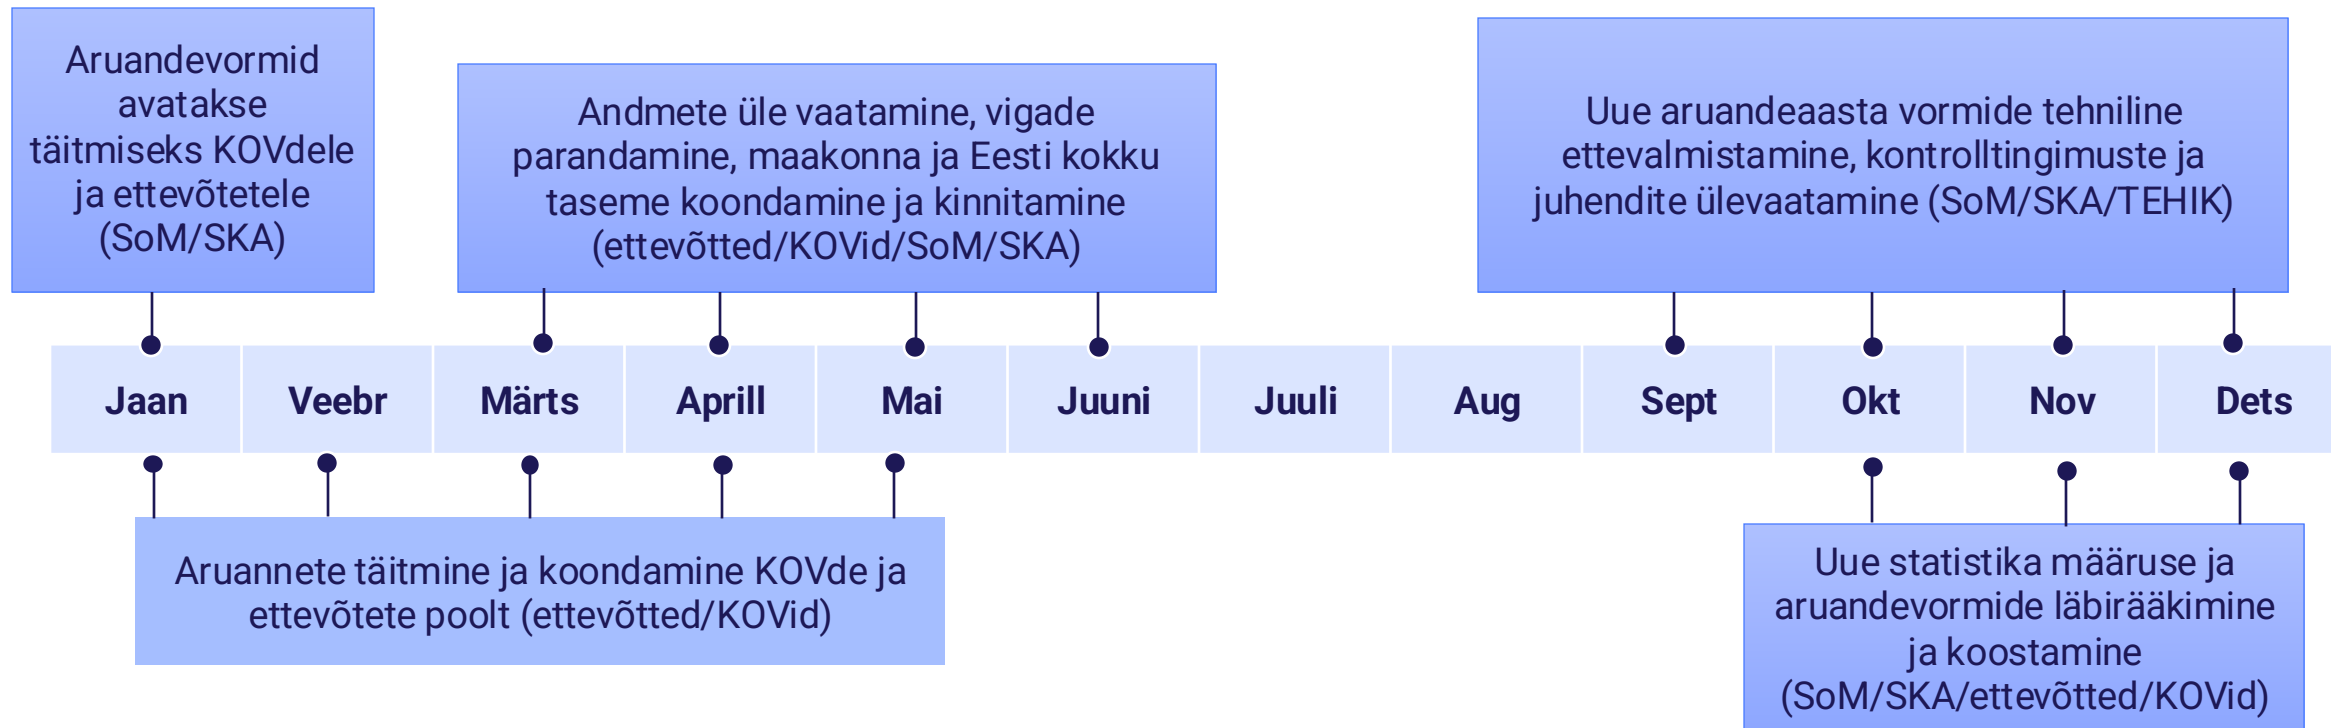 Aruandevormid
avatakse
täitmiseks KOVdele
ja ettevõtetele
(SoM/SKA)
Andmete üle vaatamine, vigade
parandamine, maakonna ja Eesti kokku
taseme koondamine ja kinnitamine
(ettevõtted/KOVid/SoM/SKA)
Uue aruandeaasta vormide tehniline
ettevalmistamine, kontrolltingimuste ja
juhendite ülevaatamine (SoM/SKA/TEHIK)
Jaan Veebr Märts Aprill Mai Juuni Juuli Aug Sept Okt Nov Dets
Aruannete täitmine ja koondamine KOVde ja
ettevõtete poolt (ettevõtted/KOVid)
Uue statistika määruse ja
aruandevormide läbirääkimine
ja koostamine
(SoM/SKA/ettevõtted/KOVid)